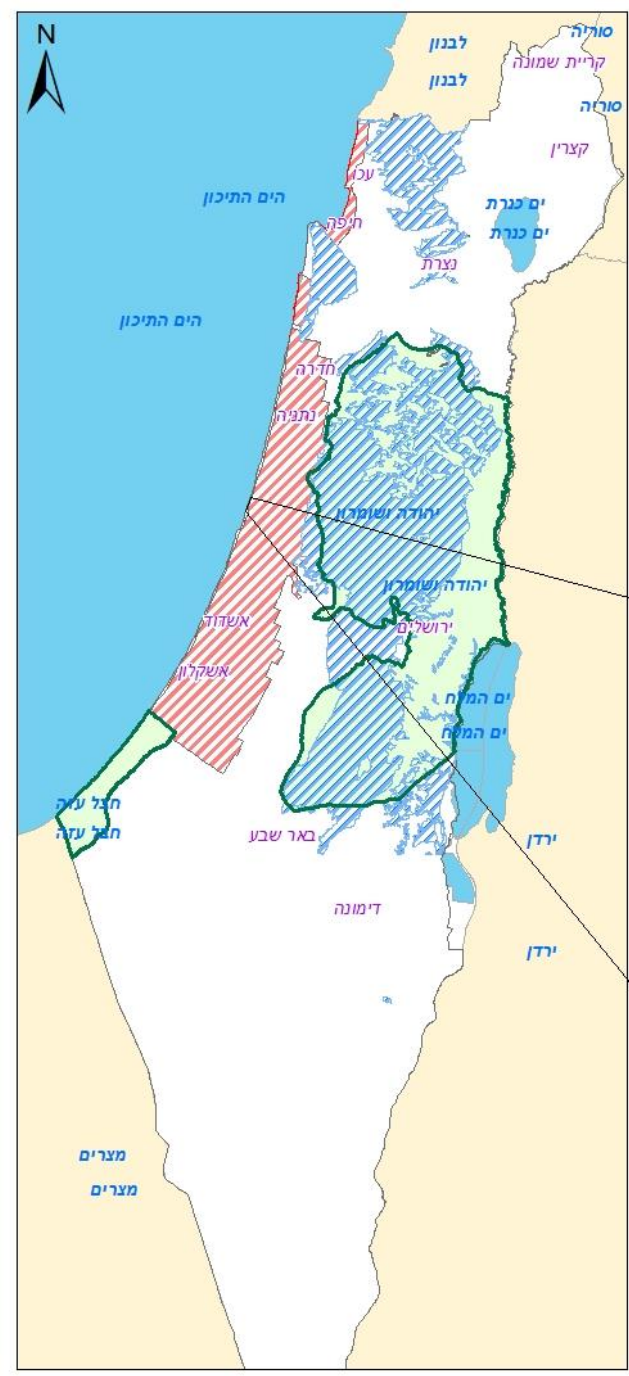 N
סוריה
לבנון
קריית שמונה
לבנון
סוריה
קצרין
עכו
הים התיכון
ים כנרת
חיפה
ים כנרת
נצרת
הים התיכון
חדרה
נתניה
יהודה ושומרון
יהודה ושומרון
אשדוד
ירושלים
אשקלון
ים המלח
ים המלח
חבל עזה
חבל עזה
באר שבע
ירדן
דימונה
ירדן
מצרים
מצרים